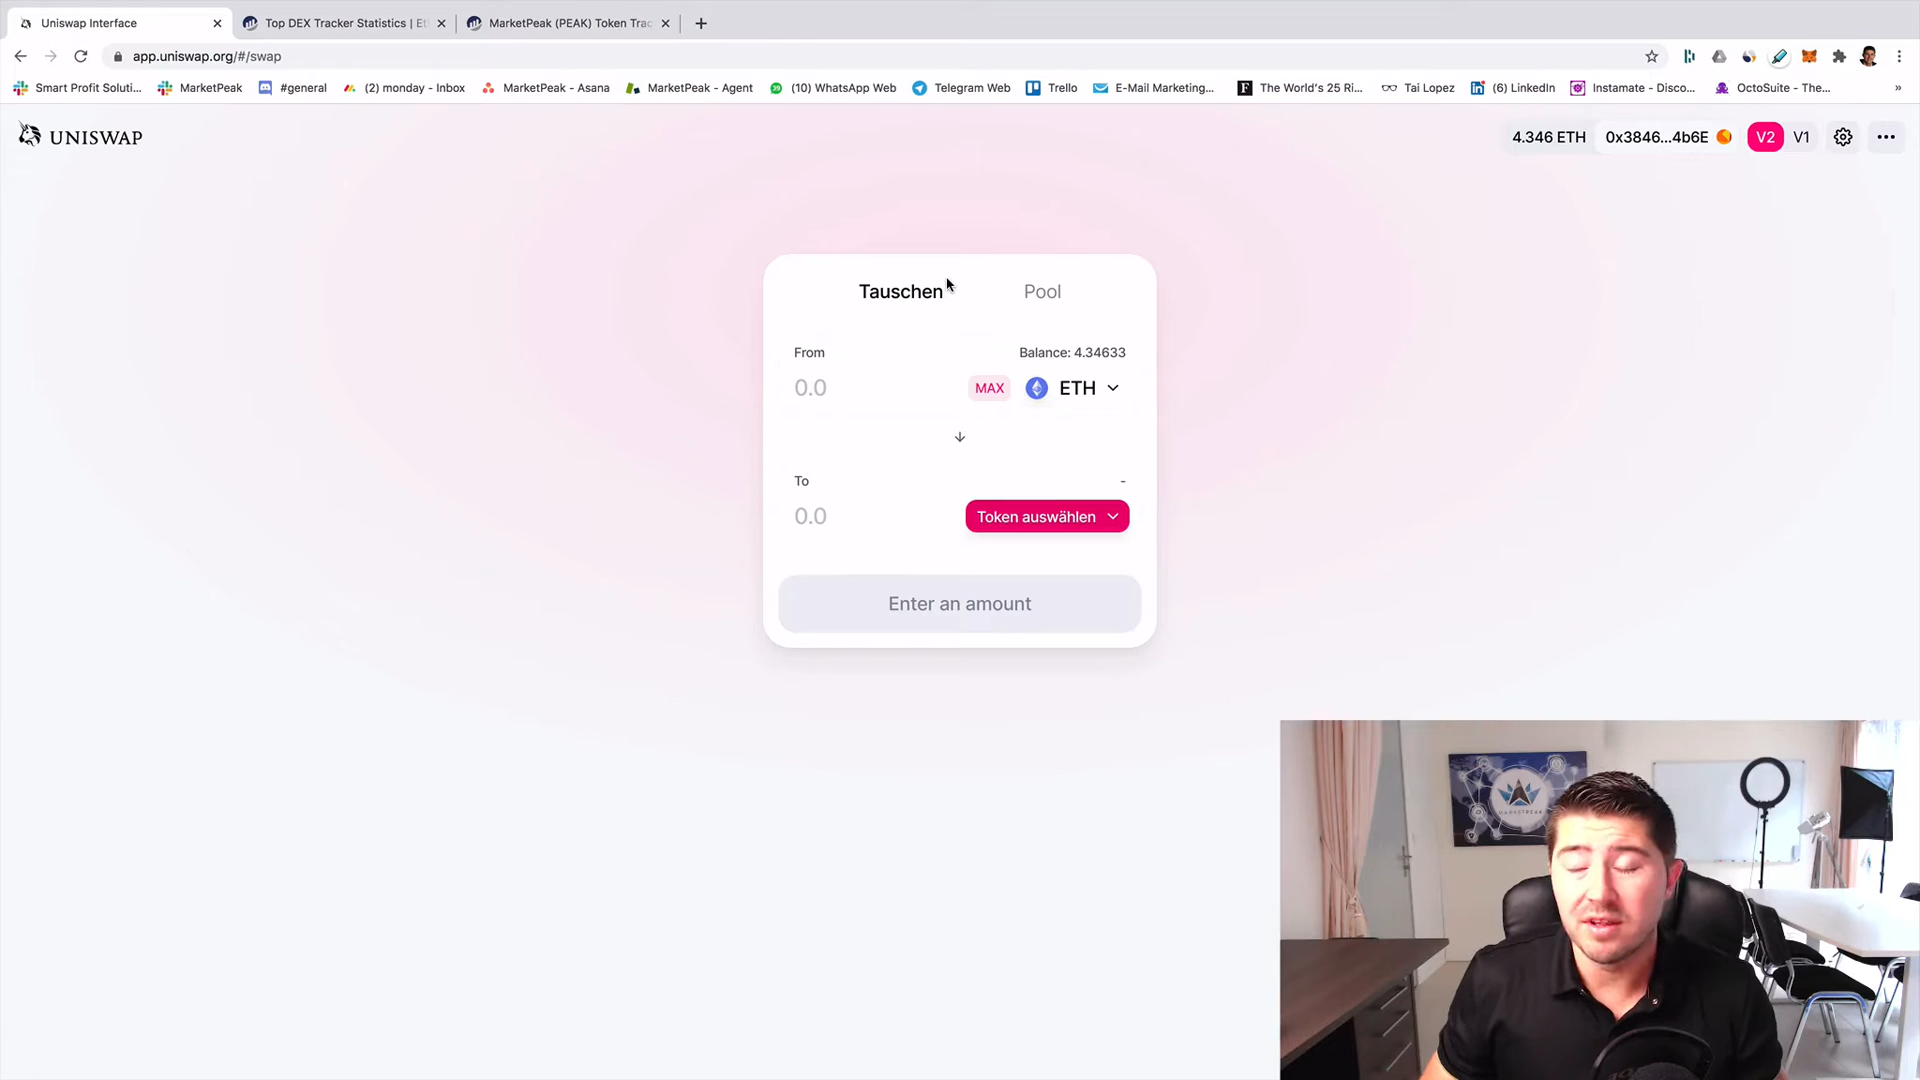 Uniswap Interface
Top DEX Tracker Statistics | Et
MarketPeak (PEAK) Token Trac
app.uniswap.org/#/swap
Smart Profit Soluti...
MarketPeak
#general
(2) monday - Inbox
MarketPeak - Asana
MarketPeak - Agent
(10) WhatsApp Web
Telegram Web
Trello
E-Mail Marketing...
The World's 25 Ri...
Tai Lopez
(6) LinkedIn
Instamate - Disco...
OctoSuite - The...
»
UNISWAP
4.346 ETH
0x3846...4b6E
V2
V1
Tauschen
Pool
From
Balance: 4.34633
0.0
MAX
ETH
To
-
0.0
Token auswählen
Enter an amount